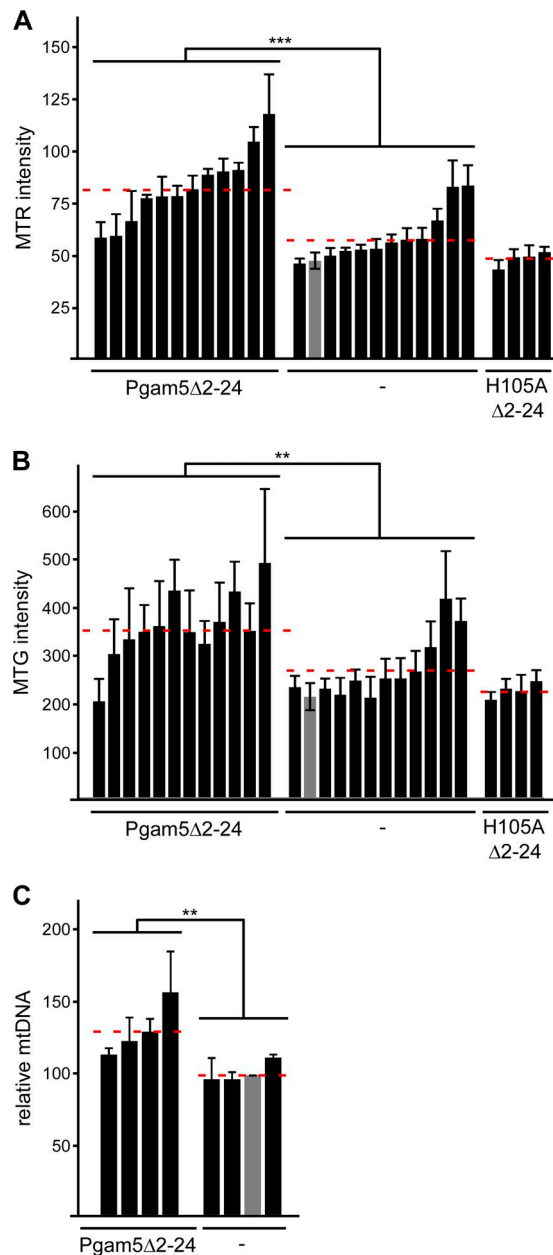 A
150
***
125
100
75
50
25
MTR intensity
Pgam5Δ2-24
-
H105A
Δ2-24
B
**
600
500
400
300
200
100
MTG intensity
Pgam5Δ2-24
-
H105A
Δ2-24
C
**
200
150
100
50
relative mtDNA
Pgam5Δ2-24
-